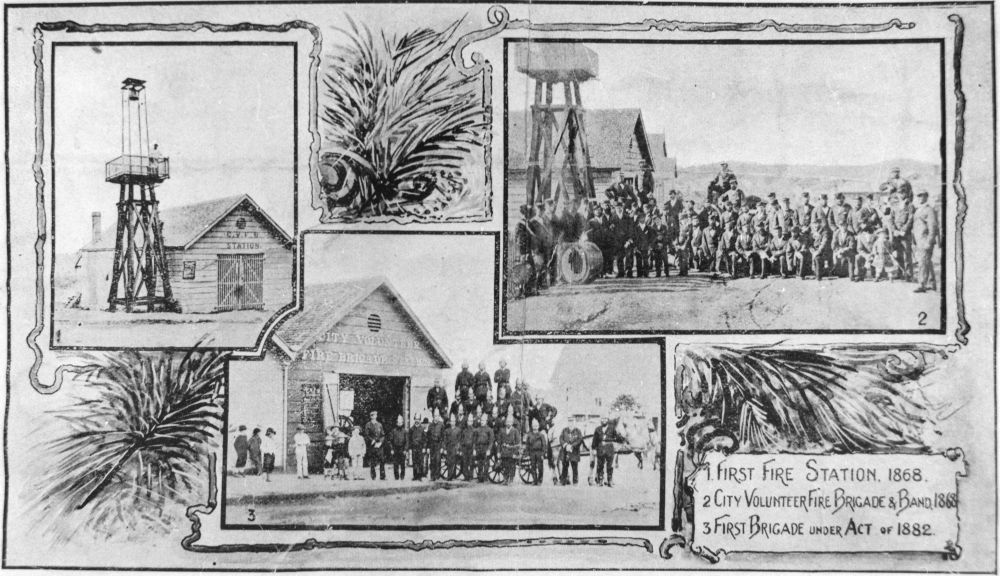 C.V.F.B
STATION
1
2
CITY VOLUNTEER
FIRE BRIGADE
3
1. FIRST FIRE STATION. 1868.
2 CITY VOLUNTEER FIRE BRIGADE & BAND, 1868
3 FIRST BRIGADE UNDER ACT OF 1882.